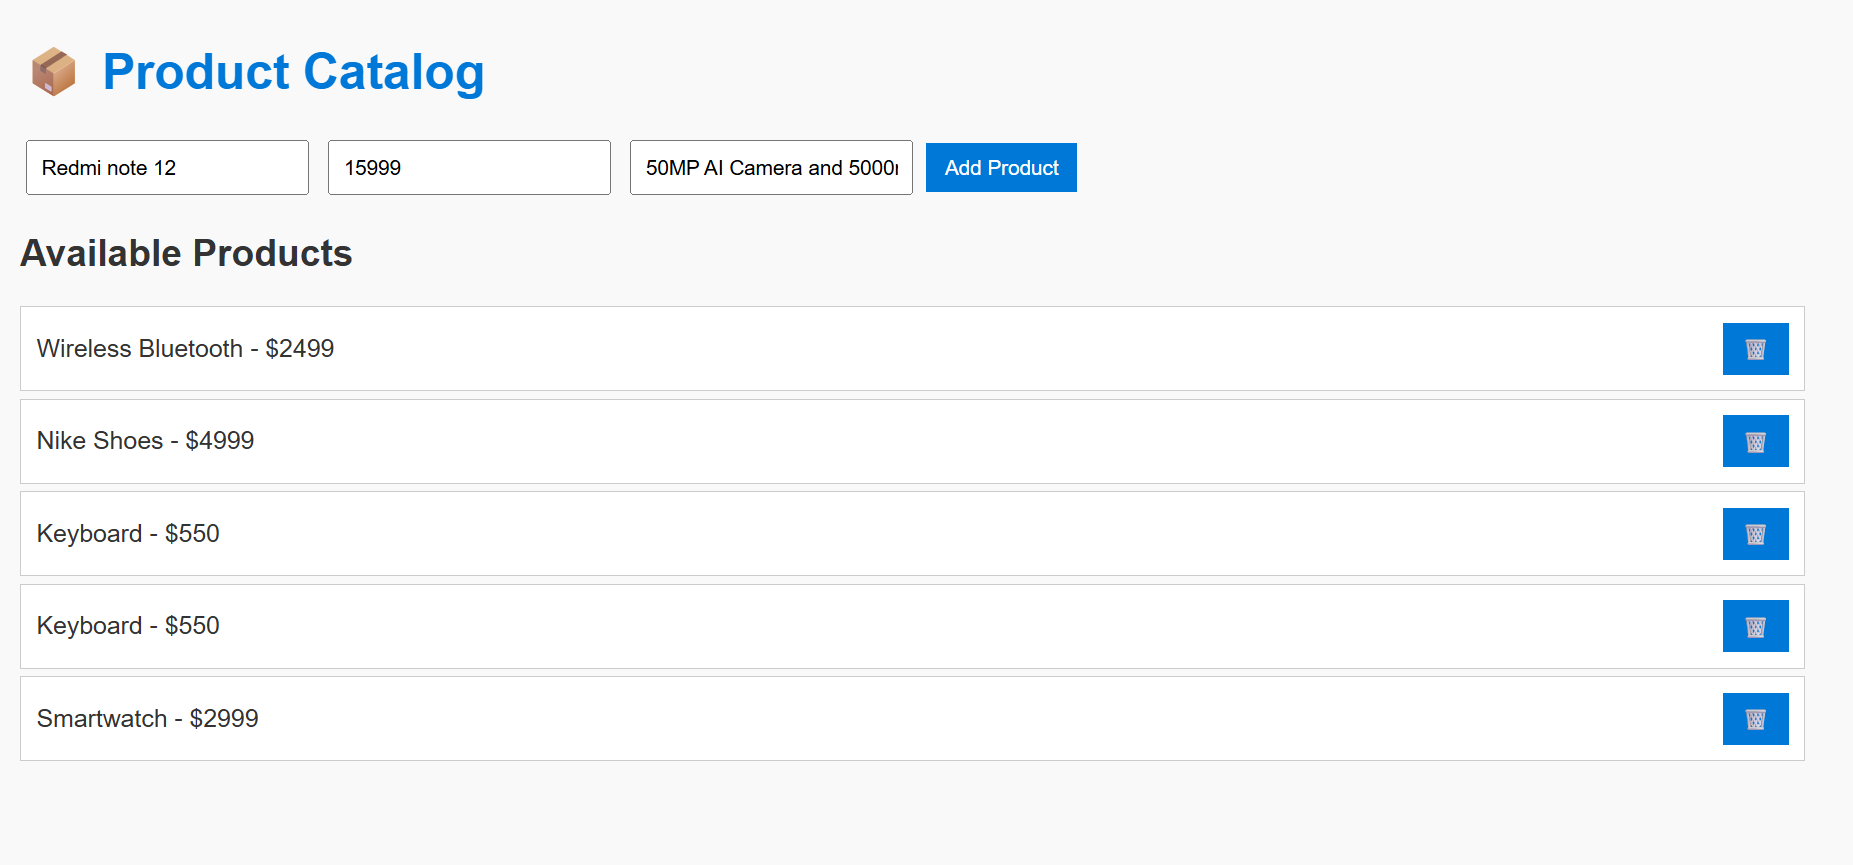 Product Catalog
Redmi note 12 15999 50MP AI Camera and 5000 Add Product
Available Products
Wireless Bluetooth - $2499
Nike Shoes - $4999
Keyboard - $550
Keyboard - $550
Smartwatch - $2999